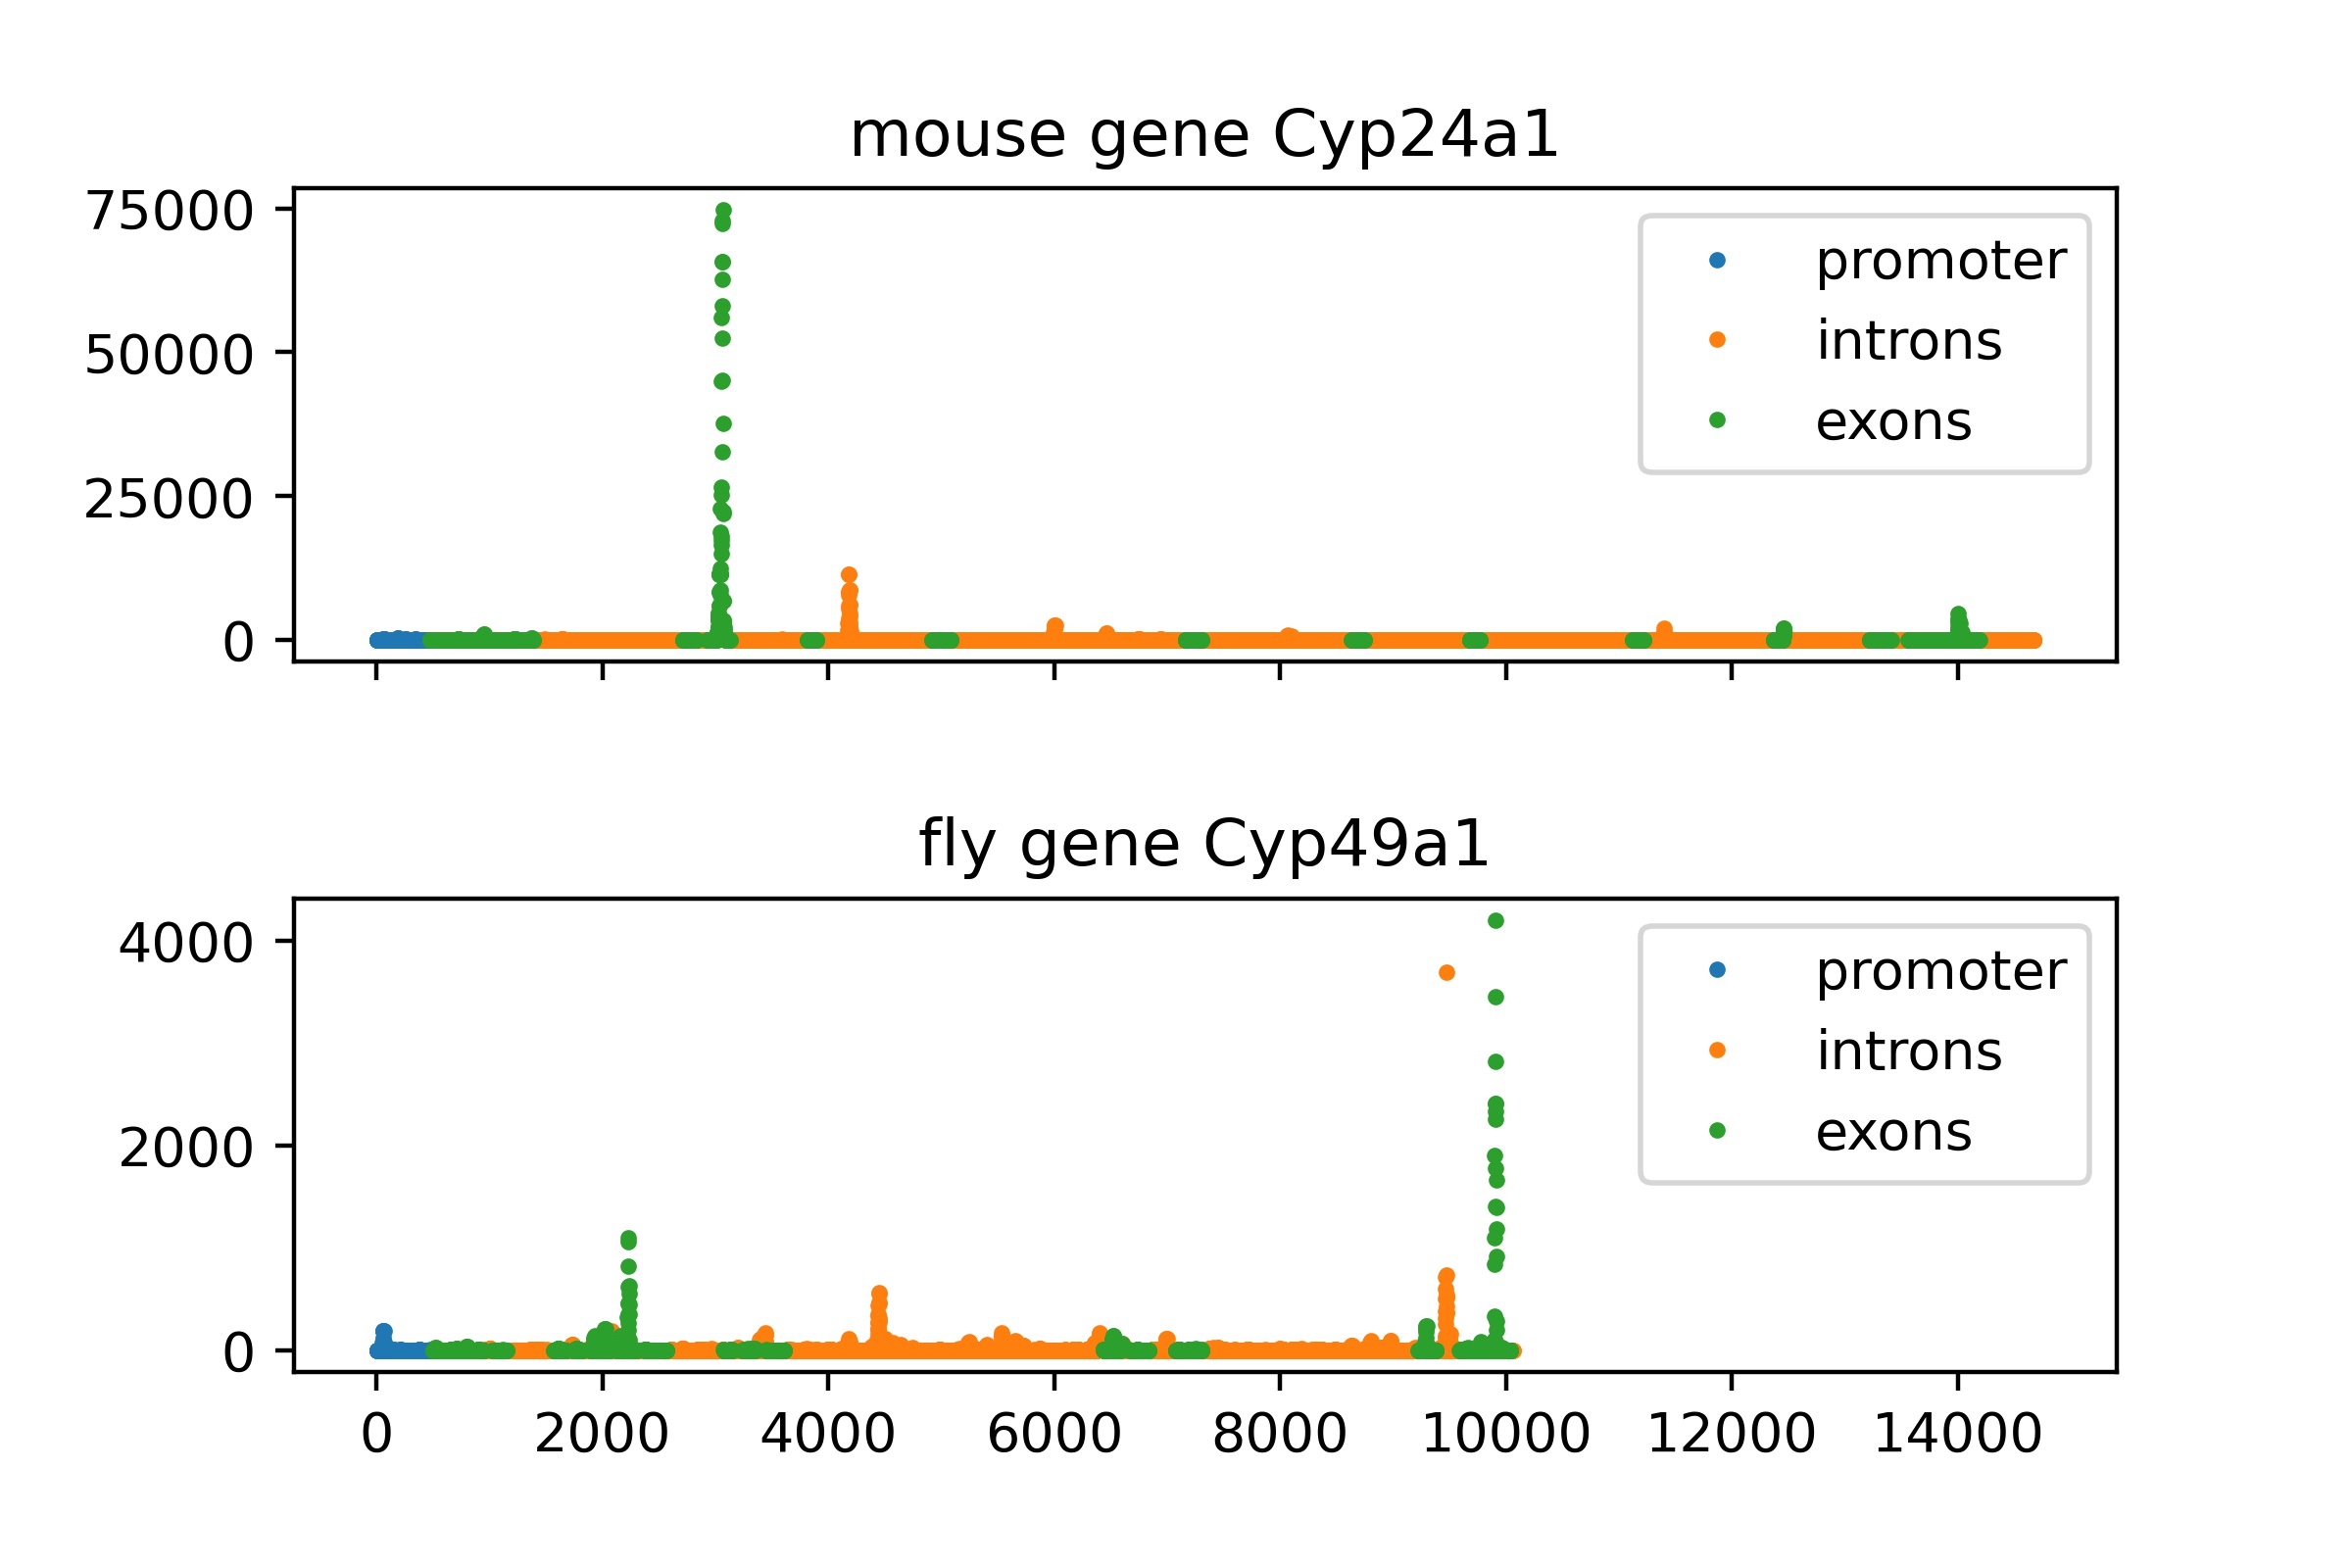 mouse gene Cyp24a1
75000
50000
25000
0
promoter
introns
exons
fly gene Cyp49a1
4000
2000
0
promoter
introns
exons
0 2000 4000 6000 8000 10000 12000 14000